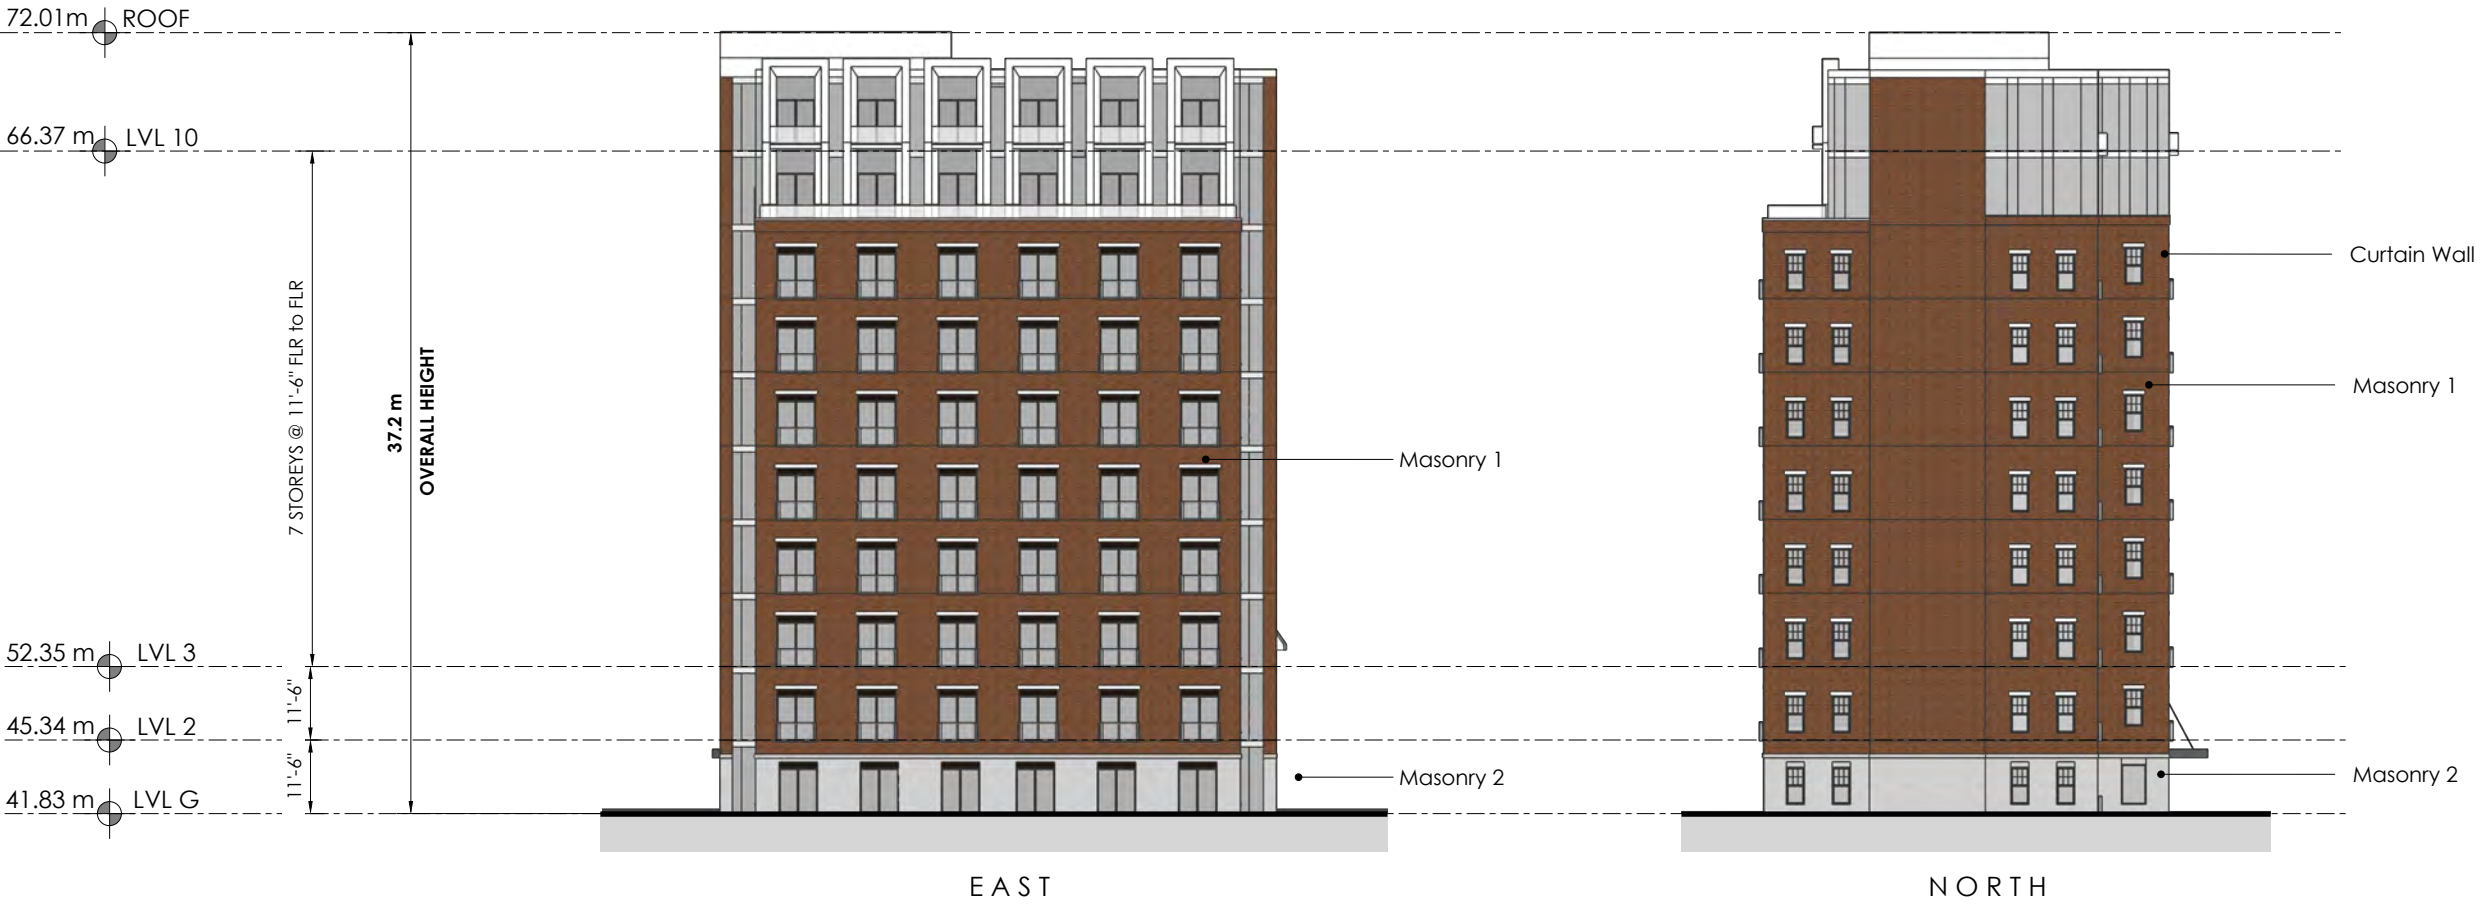 72.01m ROOF
66.37 m LVL 10
7 STOREYS @ 11'-6" FLR to FLR
37.2 m
OVERALL HEIGHT
52.35 m LVL 3
11'-6"
45.34 m LVL 2
11'-6"
41.83 m LVL G
Masonry 1
Masonry 2
EAST
Curtain Wall
Masonry 1
Masonry 2
NORTH